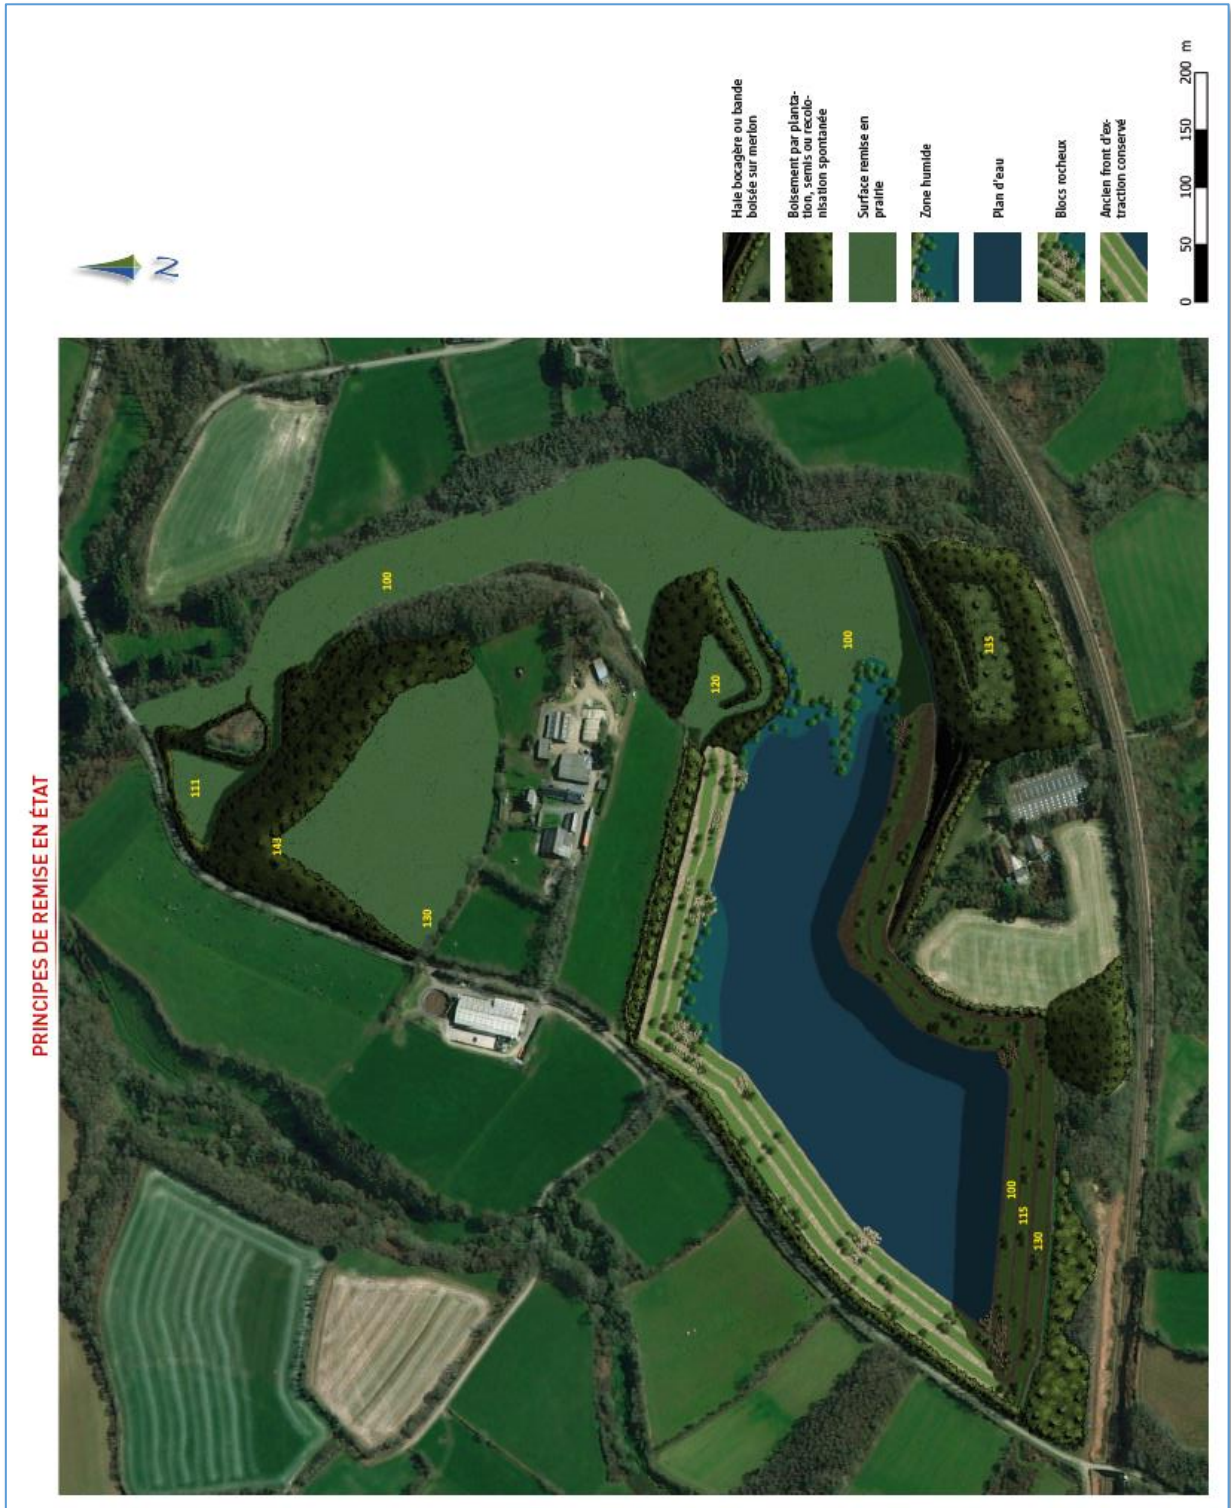 PRINCIPES DE REMISE EN ÉTAT
N
Haie bocagère ou bande
boisée sur merlon
Boisement par planta-
tion, semis ou recolo-
nisation spontanée
Surface remise en
prairie
Zone humide
Plan d'eau
Blocs rocheux
Ancien front d'ex-
traction conservé
0 50 100 150 200 m
111
143
130
100
120
100
135
100
115
130